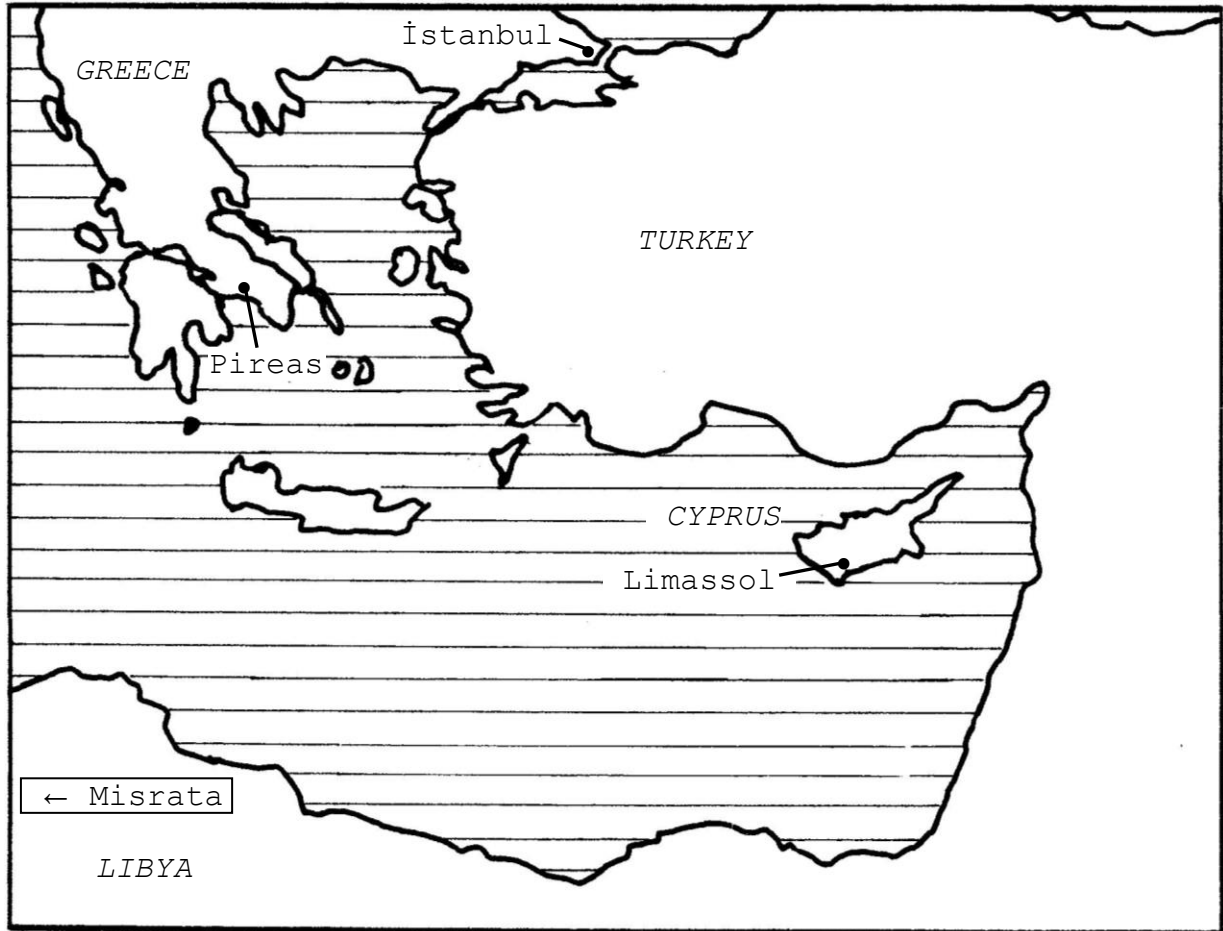 İstanbul
GREECE
TURKEY
Pireas
CYPRUS
Limassol
← Misrata
LIBYA